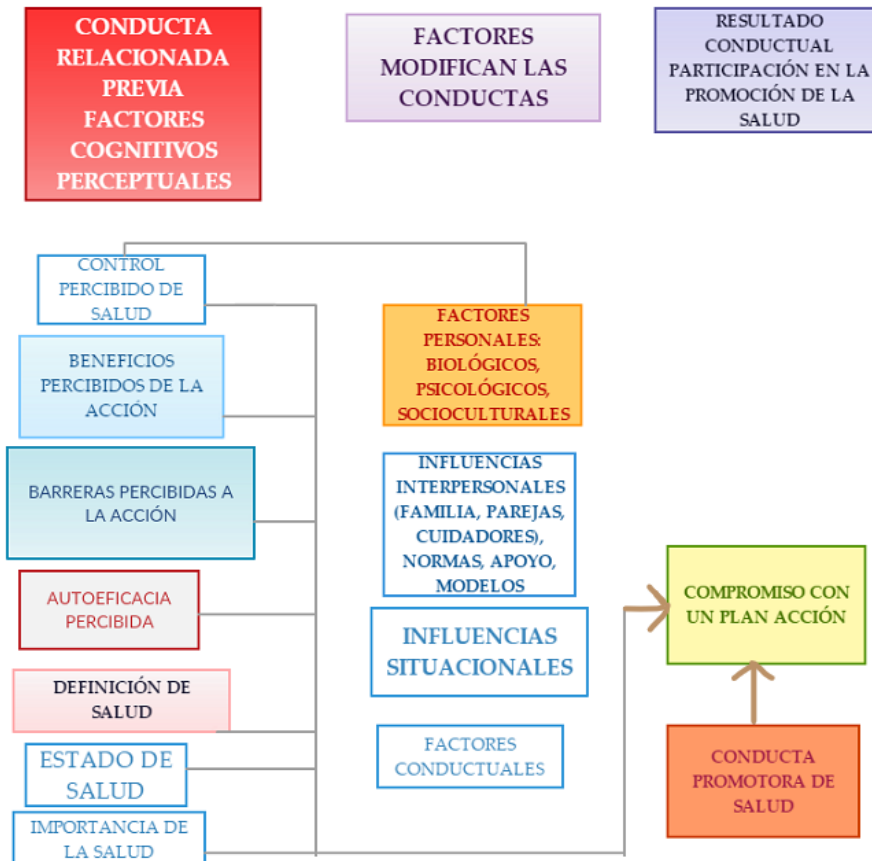 CONDUCTA
RELACIONADA
PREVIA
FACTORES
COGNITIVOS
PERCEPTUALES
FACTORES
MODIFICAN LAS
CONDUCTAS
RESULTADO
CONDUCTUAL
PARTICIPACIÓN EN LA
PROMOCIÓN DE LA
SALUD
CONTROL
PERCIBIDO DE
SALUD
BENEFICIOS
PERCIBIDOS DE LA
ACCIÓN
BARRERAS PERCIBIDAS A
LA ACCIÓN
AUTOEFICACIA
PERCIBIDA
DEFINICIÓN DE
SALUD
ESTADO DE
SALUD
IMPORTANCIA DE
LA SALUD
FACTORES
PERSONALES:
BIOLÓGICOS,
PSICOLÓGICOS,
SOCIOCULTURALES
INFLUENCIAS
INTERPERSONALES
(FAMILIA, PAREJAS,
CUIDADORES),
NORMAS, APOYO,
MODELOS
INFLUENCIAS
SITUACIONALES
FACTORES
CONDUCTUALES
COMPROMISO CON
UN PLAN ACCIÓN
CONDUCTA
PROMOTORA DE
SALUD